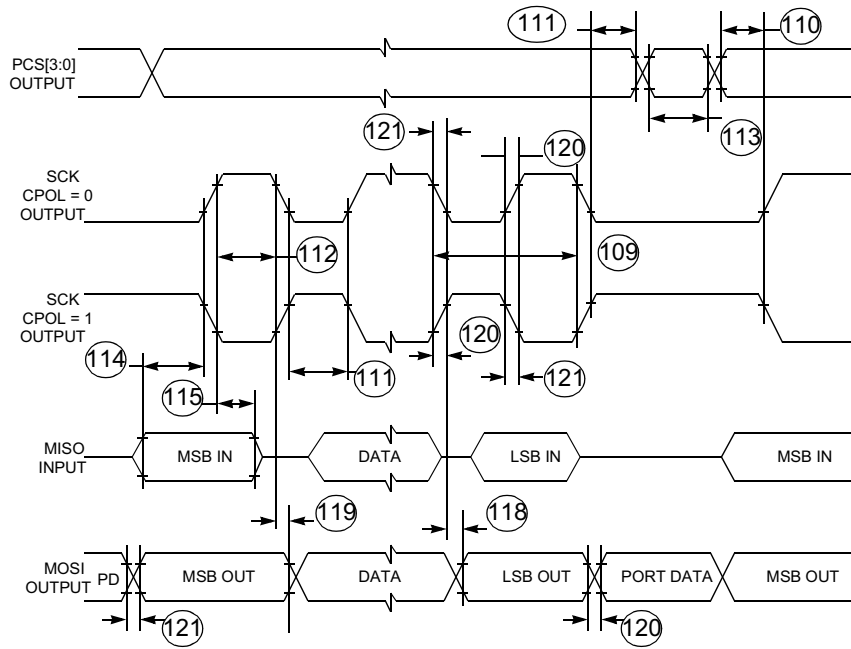 111
110
PCS[3:0]
OUTPUT
113
121
120
SCK
CPOL = 0
OUTPUT
112
109
SCK
CPOL = 1
OUTPUT
120
114
111
121
115
MISO
INPUT
MSB IN
DATA
LSB IN
MSB IN
119
118
MOSI
OUTPUT
PD
MSB OUT
DATA
LSB OUT
PORT DATA
MSB OUT
121
120